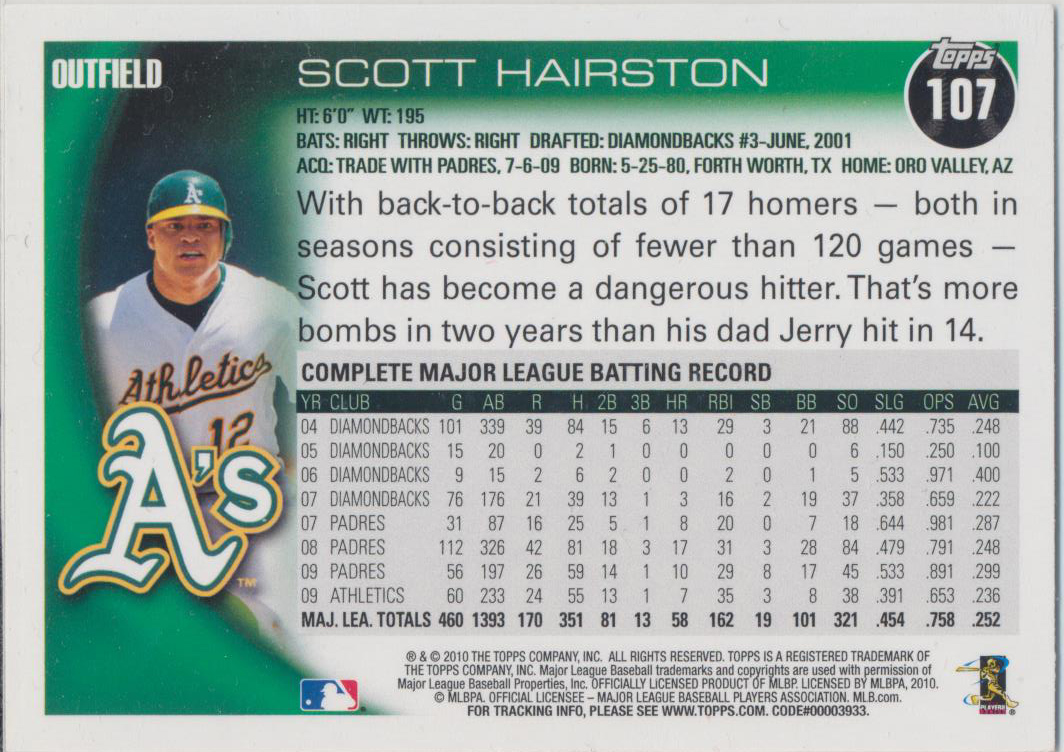 OUTFIELD
SCOTT HAIRSTON
Topps
107
HT: 6'0" WT: 195
BATS: RIGHT THROWS: RIGHT DRAFTED: DIAMONDBACKS #3-JUNE, 2001
ACQ: TRADE WITH PADRES, 7-6-09 BORN: 5-25-80, FORTH WORTH, TX HOME: ORO VALLEY, AZ
With back-to-back totals of 17 homers — both in
seasons consisting of fewer than 120 games —
Scott has become a dangerous hitter. That's more
bombs in two years than his dad Jerry hit in 14.
Athletics
12
A's
TM
COMPLETE MAJOR LEAGUE BATTING RECORD
YR CLUB G AB R H 2B 3B HR RBI SB BB SO SLG OPS AVG
04 DIAMONDBACKS 101 339 39 84 15 6 13 29 3 21 88 .442 .735 .248
05 DIAMONDBACKS 15 20 0 2 1 0 0 0 0 0 6 .150 .250 .100
06 DIAMONDBACKS 9 15 2 6 2 0 0 2 0 1 5 .533 .971 .400
07 DIAMONDBACKS 76 176 21 39 13 1 3 16 2 19 37 .358 .659 .222
07 PADRES 31 87 16 25 5 1 8 20 0 7 18 .644 .981 .287
08 PADRES 112 326 42 81 18 3 17 31 3 28 84 .479 .791 .248
09 PADRES 56 197 26 59 14 1 10 29 8 17 45 .533 .891 .299
09 ATHLETICS 60 233 24 55 13 1 7 35 3 8 38 .391 .653 .236
MAJ. LEA. TOTALS 460 1393 170 351 81 13 58 162 19 101 321 .454 .758 .252
® & © 2010 THE TOPPS COMPANY, INC. ALL RIGHTS RESERVED. TOPPS IS A REGISTERED TRADEMARK OF
THE TOPPS COMPANY, INC. Major League Baseball trademarks and copyrights are used with permission of
Major League Baseball Properties, Inc. OFFICIALLY LICENSED PRODUCT OF MLBP. LICENSED BY MLBPA, 2010.
© MLBPA. OFFICIAL LICENSEE – MAJOR LEAGUE BASEBALL PLAYERS ASSOCIATION. MLB.com.
FOR TRACKING INFO, PLEASE SEE WWW.TOPPS.COM. CODE#00003933.
PLAYERS